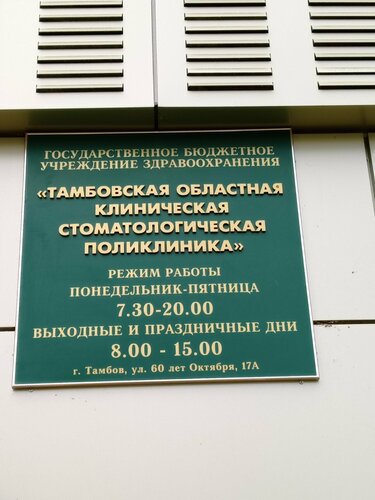 ГОСУДАРСТВЕННОЕ БЮДЖЕТНОЕ
УЧРЕЖДЕНИЕ ЗДРАВООХРАНЕНИЯ
«ТАМБОВСКАЯ ОБЛАСТНАЯ
КЛИНИЧЕСКАЯ
СТОМАТОЛОГИЧЕСКАЯ
ПОЛИКЛИНИКА»
РЕЖИМ РАБОТЫ
ПОНЕДЕЛЬНИК-ПЯТНИЦА
7.30-20.00
ВЫХОДНЫЕ И ПРАЗДНИЧНЫЕ ДНИ
8.00 - 15.00
г. Тамбов, ул. 60 лет Октября, 17А